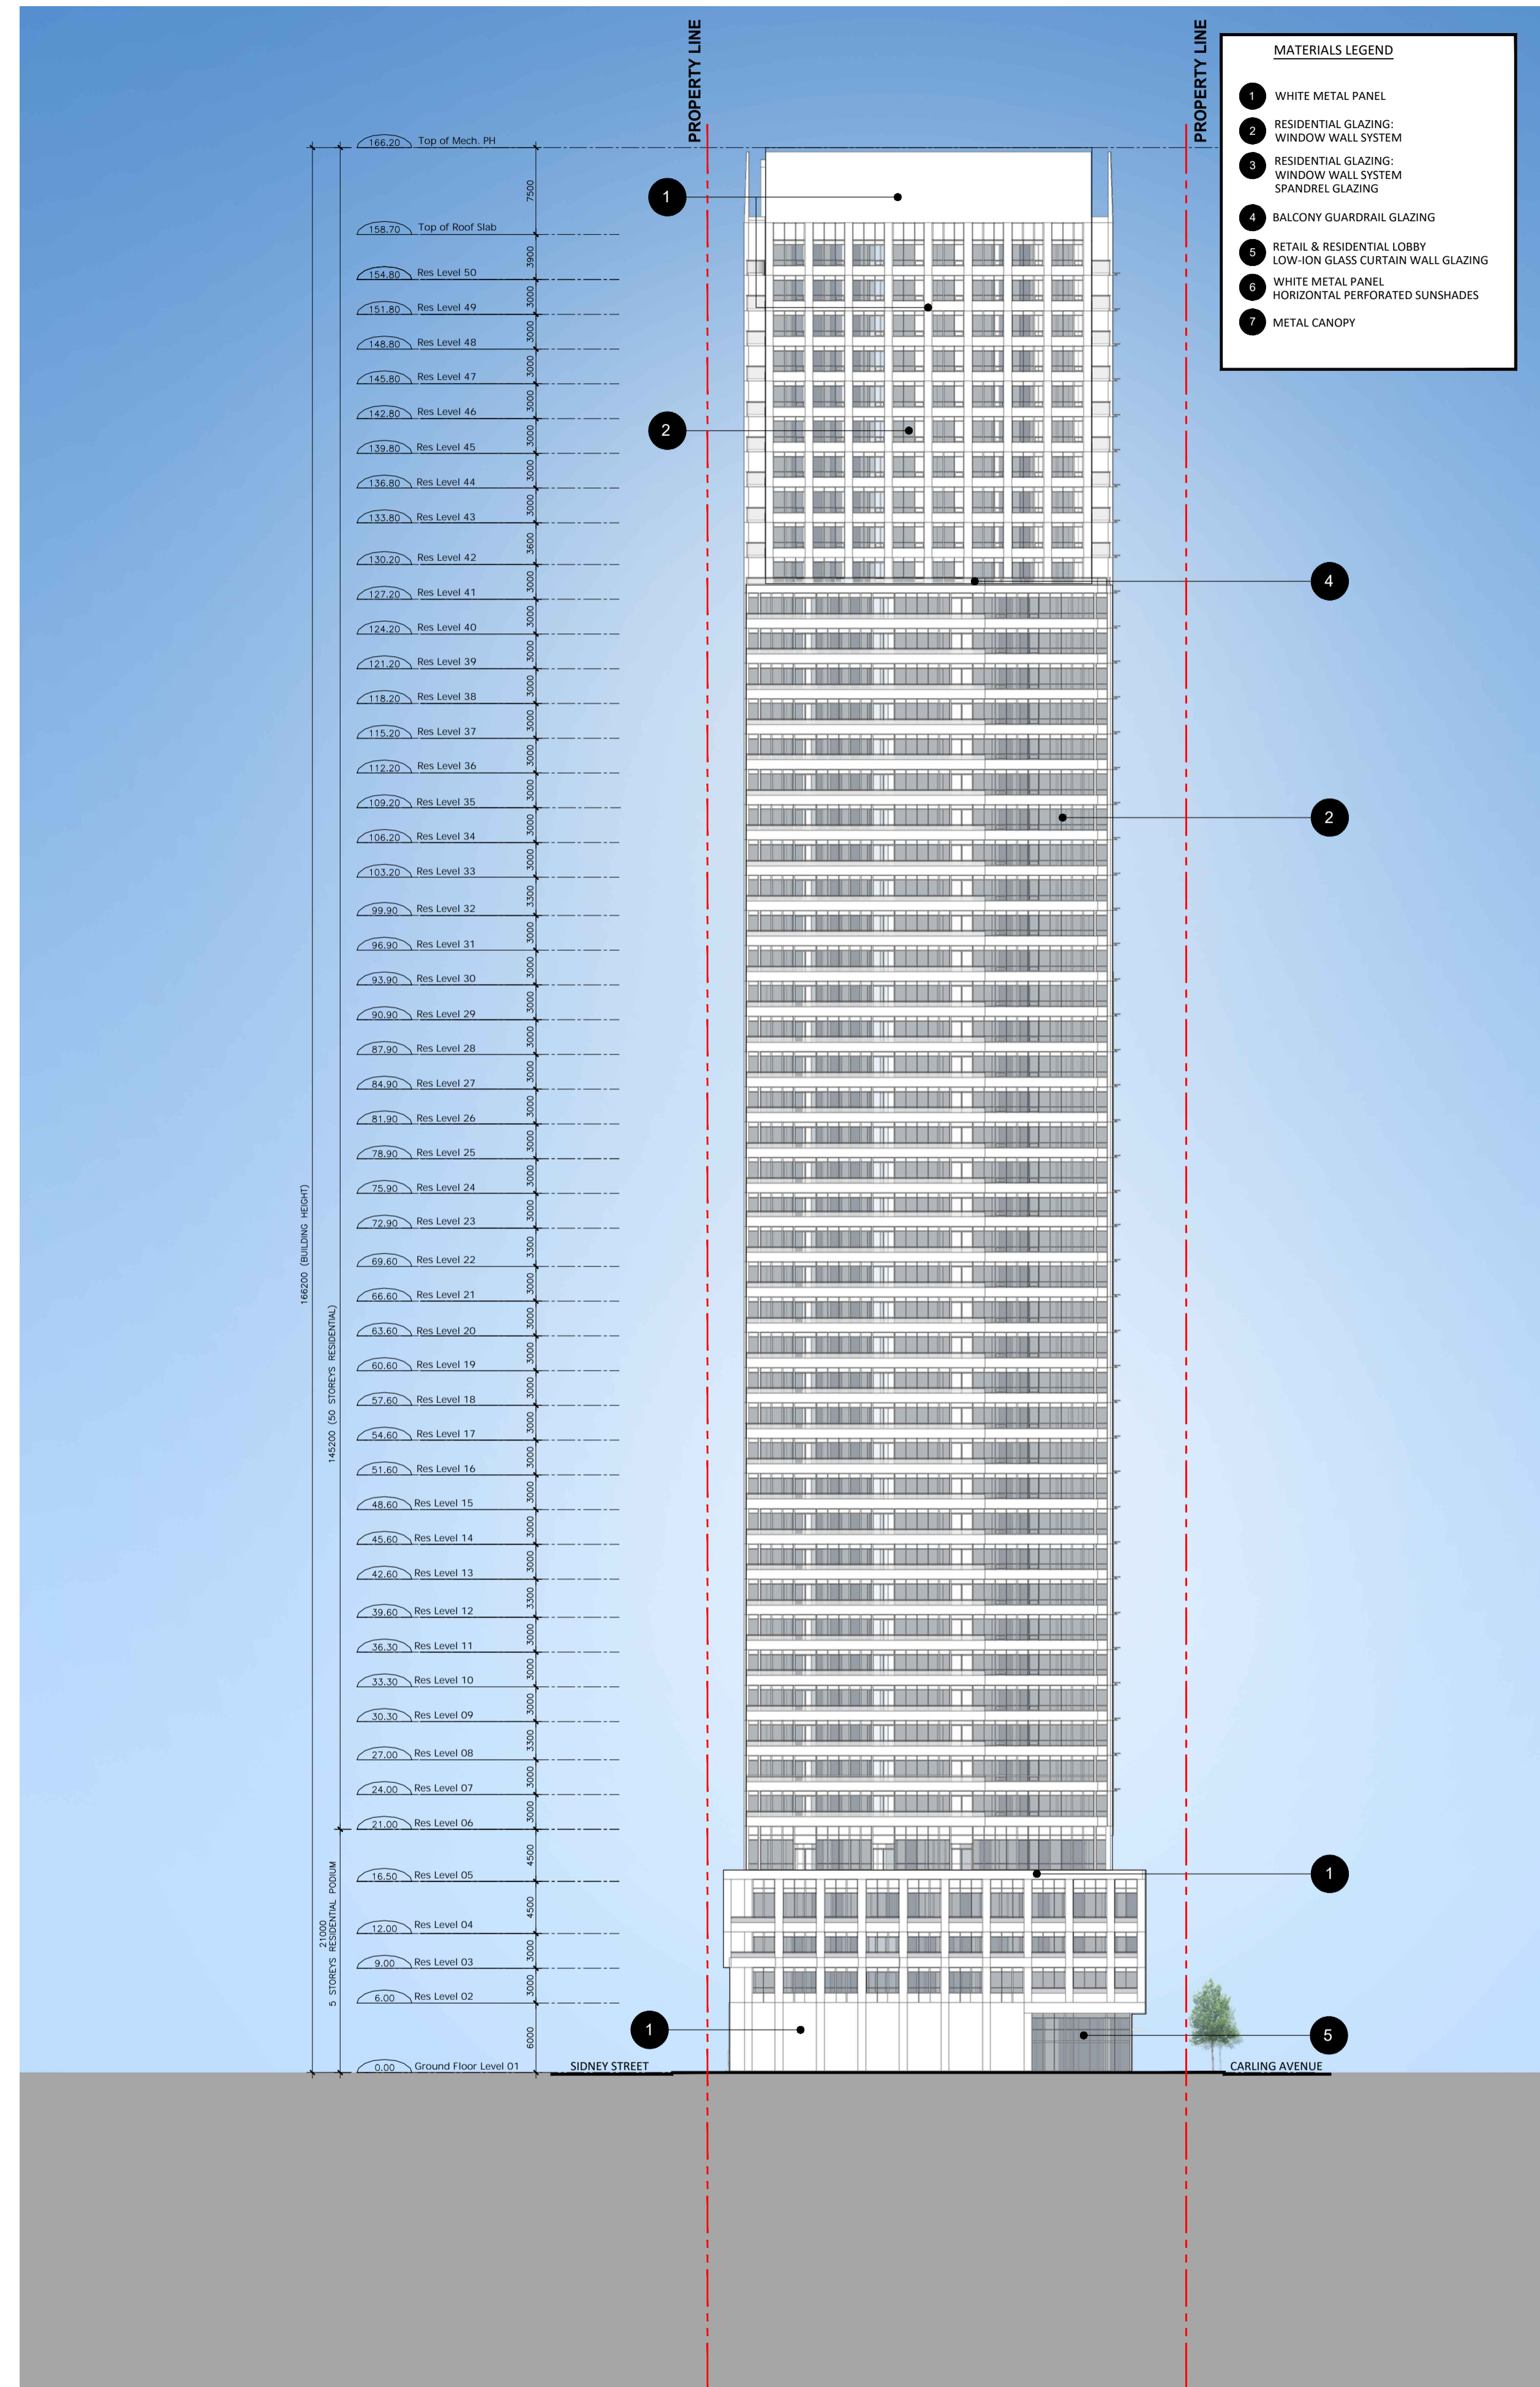 PROPERTY LINE
PROPERTY LINE
MATERIALS LEGEND
1 WHITE METAL PANEL
2 RESIDENTIAL GLAZING:
WINDOW WALL SYSTEM
3 RESIDENTIAL GLAZING:
WINDOW WALL SYSTEM
SPANDREL GLAZING
4 BALCONY GUARDRAIL GLAZING
5 RETAIL & RESIDENTIAL LOBBY
LOW-ION GLASS CURTAIN WALL GLAZING
6 WHITE METAL PANEL
HORIZONTAL PERFORATED SUNSHADES
7 METAL CANOPY
166.20 Top of Mech. PH
7500
1
158.70 Top of Roof Slab
3900
154.80 Res Level 50
3000
151.80 Res Level 49
3000
148.80 Res Level 48
3000
145.80 Res Level 47
3000
142.80 Res Level 46
3000
2
139.80 Res Level 45
3000
136.80 Res Level 44
3000
133.80 Res Level 43
3600
130.20 Res Level 42
3000
4
127.20 Res Level 41
3000
124.20 Res Level 40
3000
121.20 Res Level 39
3000
118.20 Res Level 38
3000
115.20 Res Level 37
3000
112.20 Res Level 36
3000
109.20 Res Level 35
3000
2
106.20 Res Level 34
3000
103.20 Res Level 33
3300
99.90 Res Level 32
3000
96.90 Res Level 31
3000
93.90 Res Level 30
3000
90.90 Res Level 29
3000
87.90 Res Level 28
3000
84.90 Res Level 27
3000
81.90 Res Level 26
3000
78.90 Res Level 25
3000
75.90 Res Level 24
3000
72.90 Res Level 23
3300
69.60 Res Level 22
3000
66.60 Res Level 21
3000
63.60 Res Level 20
3000
60.60 Res Level 19
3000
57.60 Res Level 18
3000
54.60 Res Level 17
3000
51.60 Res Level 16
3000
48.60 Res Level 15
3000
45.60 Res Level 14
3000
42.60 Res Level 13
3300
39.60 Res Level 12
3000
36.30 Res Level 11
3000
33.30 Res Level 10
3000
30.30 Res Level 09
3300
27.00 Res Level 08
3000
24.00 Res Level 07
3000
21.00 Res Level 06
4500
1
16.50 Res Level 05
4500
12.00 Res Level 04
3000
9.00 Res Level 03
3000
6.00 Res Level 02
6000
1
5
0.00 Ground Floor Level 01
166200 (BUILDING HEIGHT)
145200 (50 STOREYS RESIDENTIAL)
21000
5 STOREYS RESIDENTIAL PODIUM
SIDNEY STREET
CARLING AVENUE